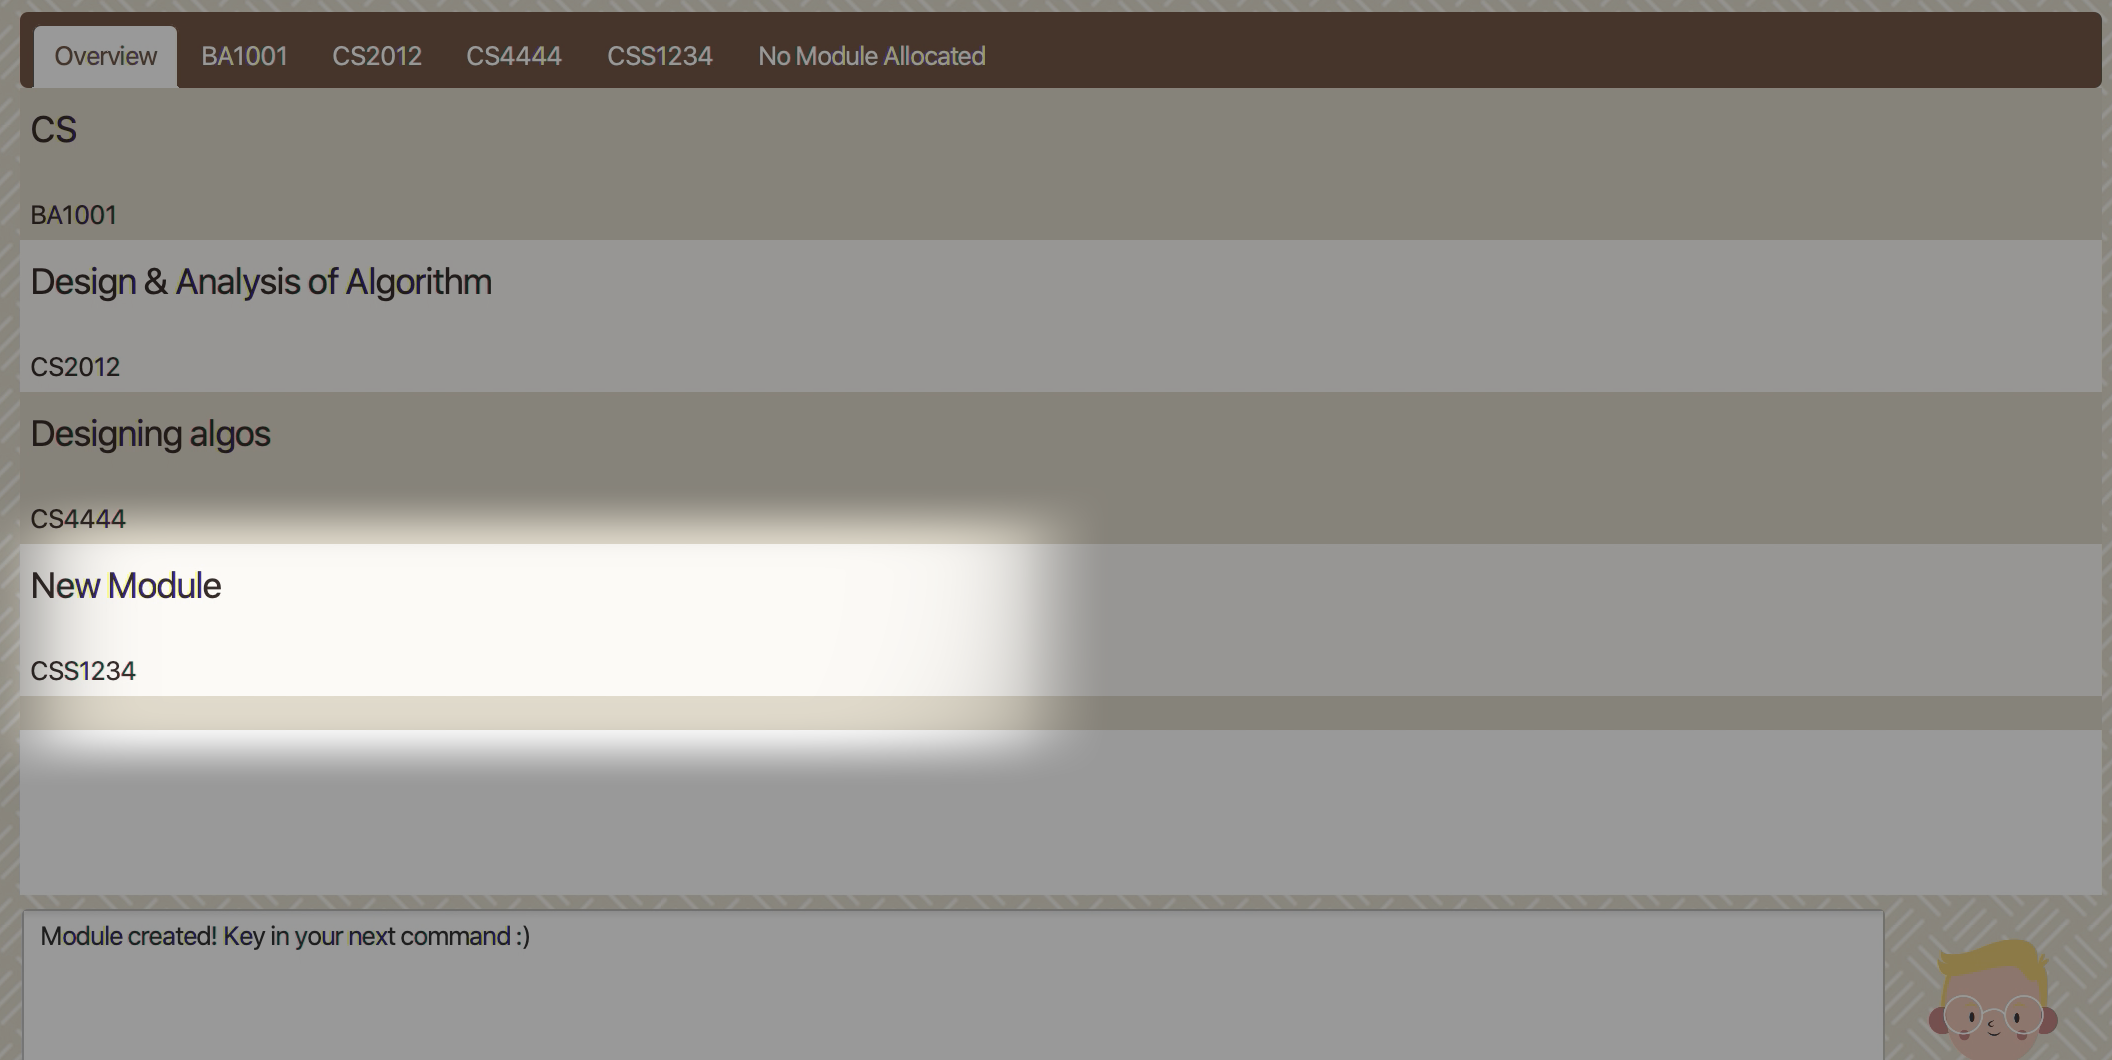 Overview BA1001 CS2012 CS4444 CSS1234 No Module Allocated
CS
BA1001
Design & Analysis of Algorithm
CS2012
Designing algos
CS4444
New Module
CSS1234
Module created! Key in your next command :)